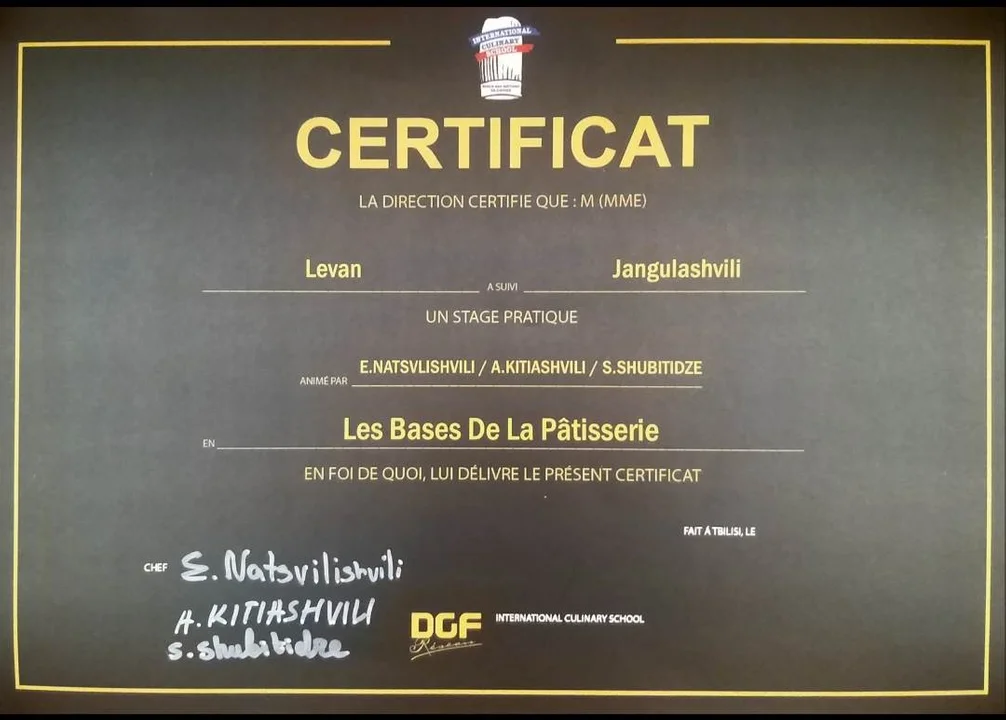 INTERNATIONAL
CULINARY
SCHOOL
CERTIFICAT
LA DIRECTION CERTIFIE QUE : M (MME)
Levan Jangulashvili
A SUIVI
UN STAGE PRATIQUE
E.NATSVLISHVILI / A.KITIASHVILI / S.SHUBITIDZE
ANIMÉ PAR
Les Bases De La Pâtisserie
EN
EN FOI DE QUOI, LUI DÉLIVRE LE PRÉSENT CERTIFICAT
FAIT Á TBILISI, LE
CHEF E. Natsvilishvili
A. KITIASHVILI
S. Shubitidze
DGF INTERNATIONAL CULINARY SCHOOL
Réseau